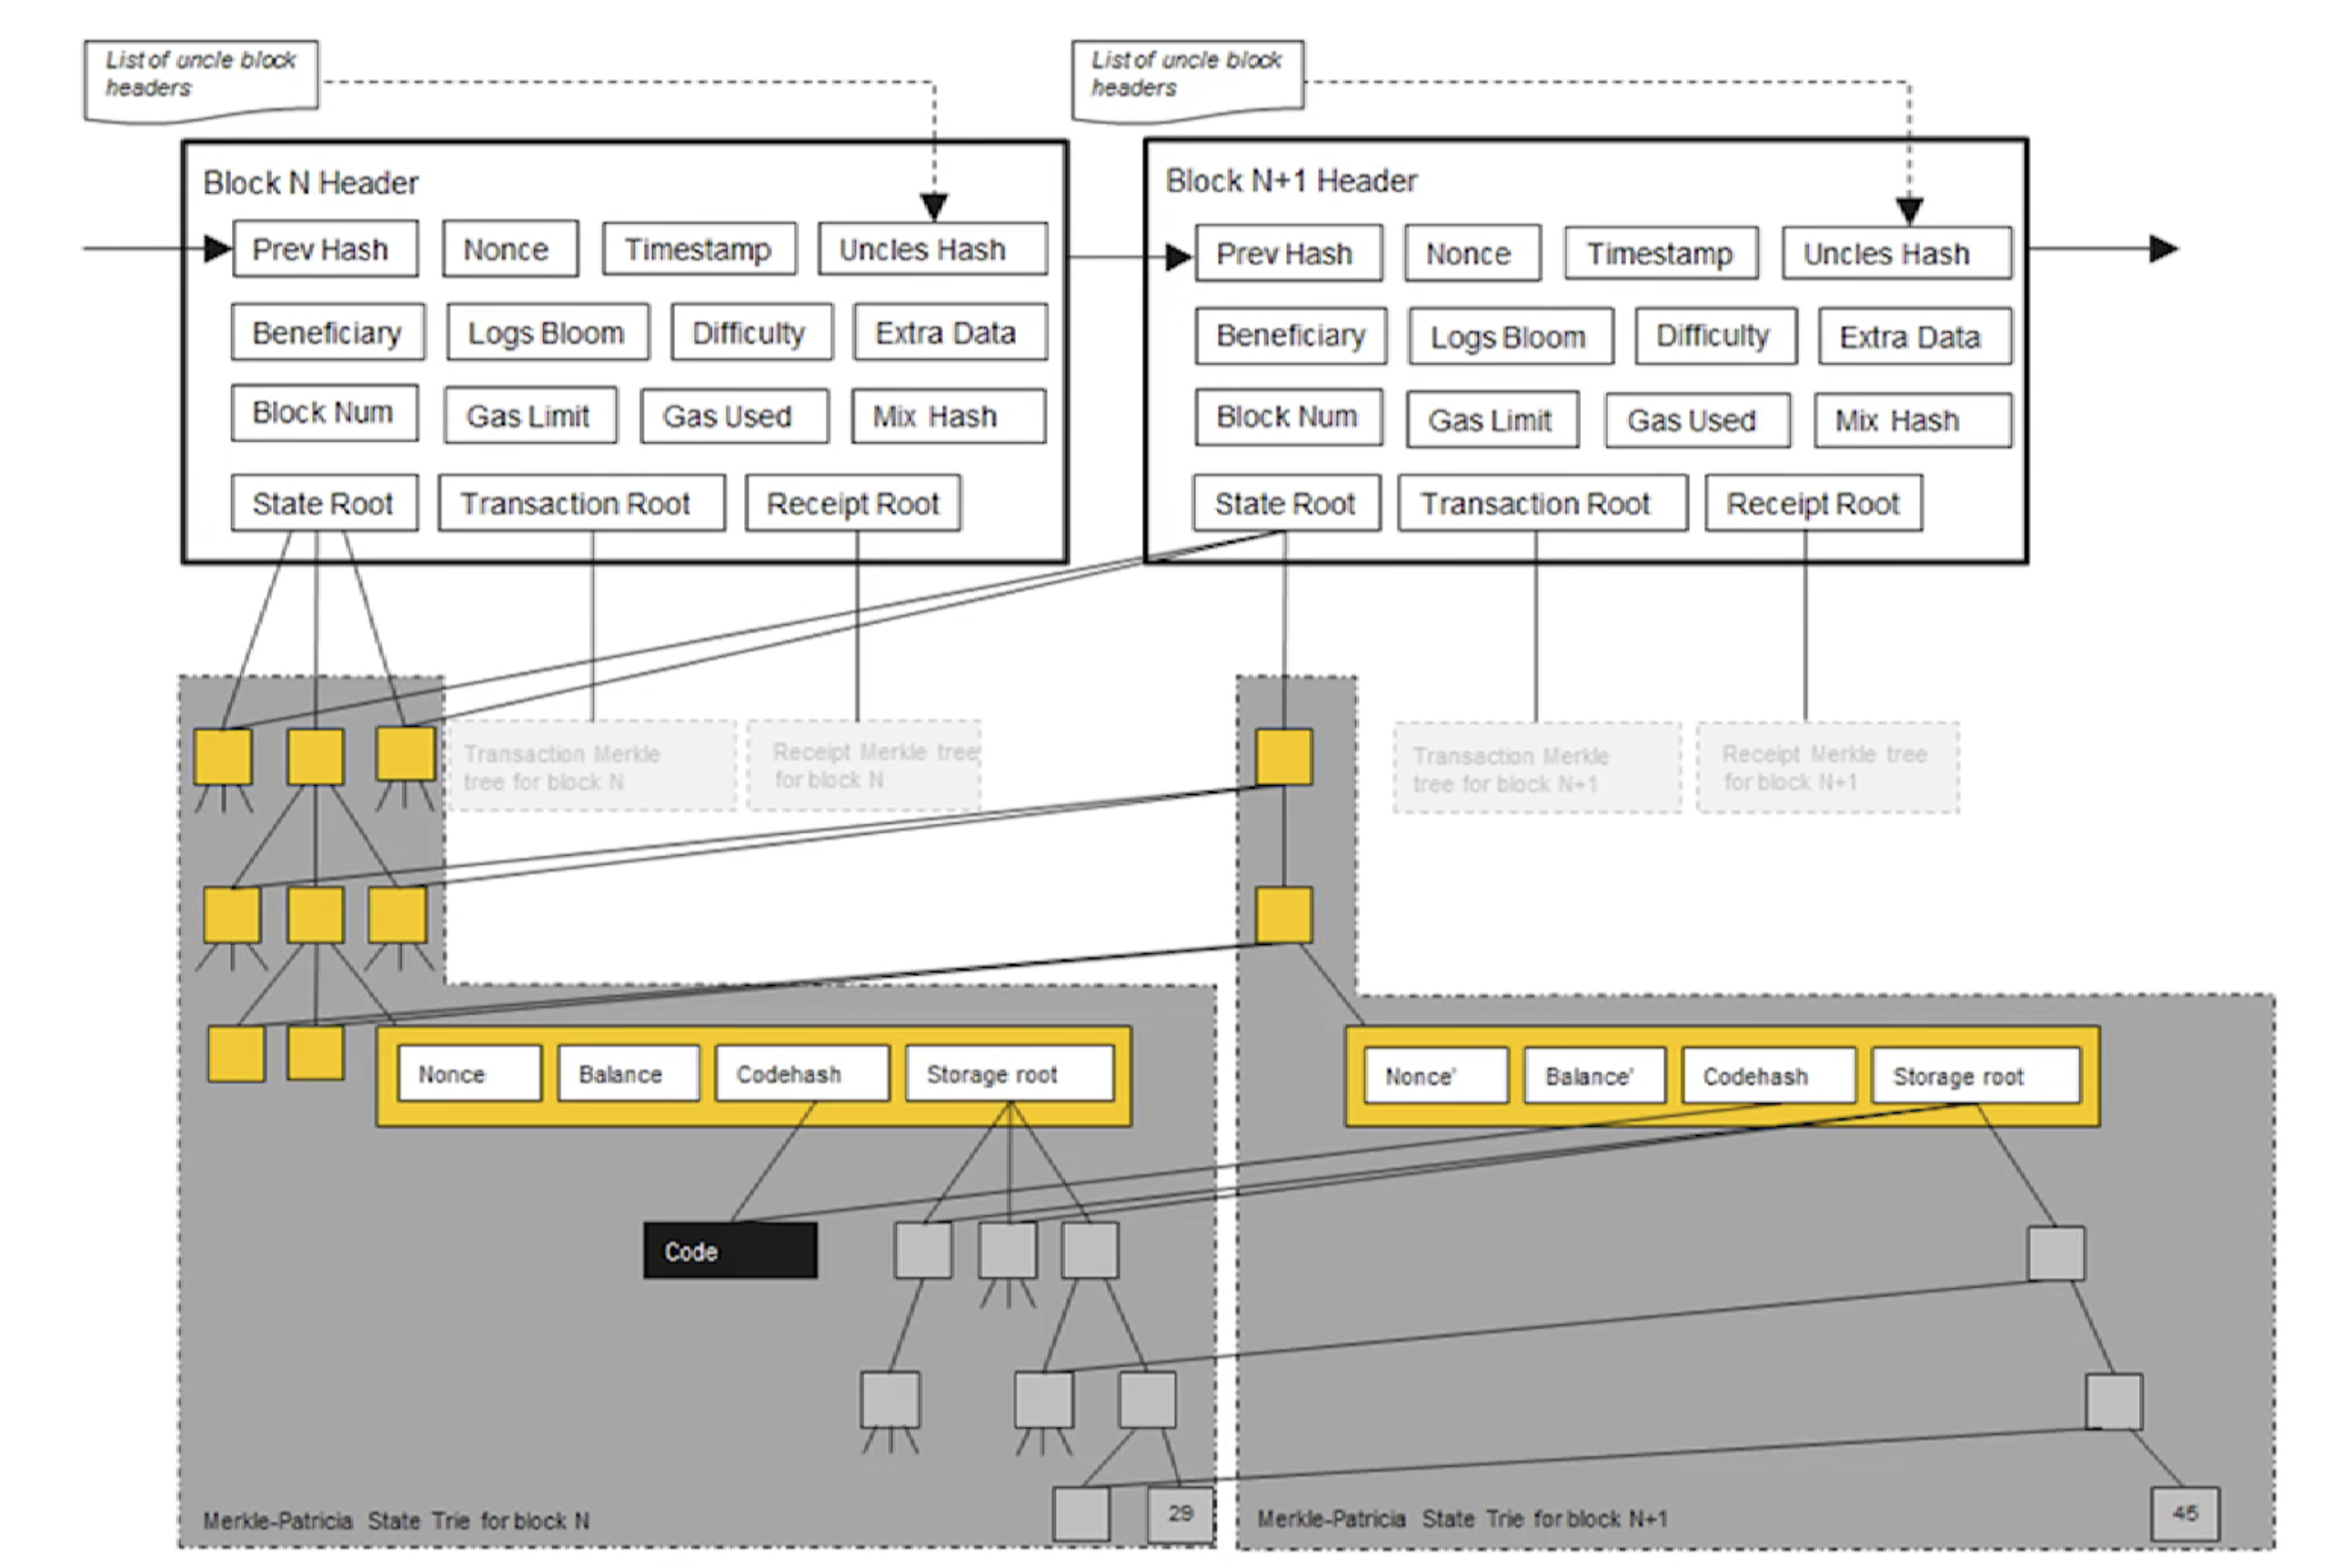 List of uncle block
headers
List of uncle block
headers
Block N Header
Prev Hash
Nonce
Timestamp
Uncles Hash
Beneficiary
Logs Bloom
Difficulty
Extra Data
Block Num
Gas Limit
Gas Used
Mix Hash
State Root
Transaction Root
Receipt Root
Block N+1 Header
Prev Hash
Nonce
Timestamp
Uncles Hash
Beneficiary
Logs Bloom
Difficulty
Extra Data
Block Num
Gas Limit
Gas Used
Mix Hash
State Root
Transaction Root
Receipt Root
Transaction Merkle
tree for block N
Receipt Merkle tree
for block N
Transaction Merkle
tree for block N+1
Receipt Merkle tree
for block N+1
Nonce
Balance
Codehash
Storage root
Nonce'
Balance'
Codehash
Storage root
Code
29
45
Merkle-Patricia State Trie for block N
Merkle-Patricia State Trie for block N+1